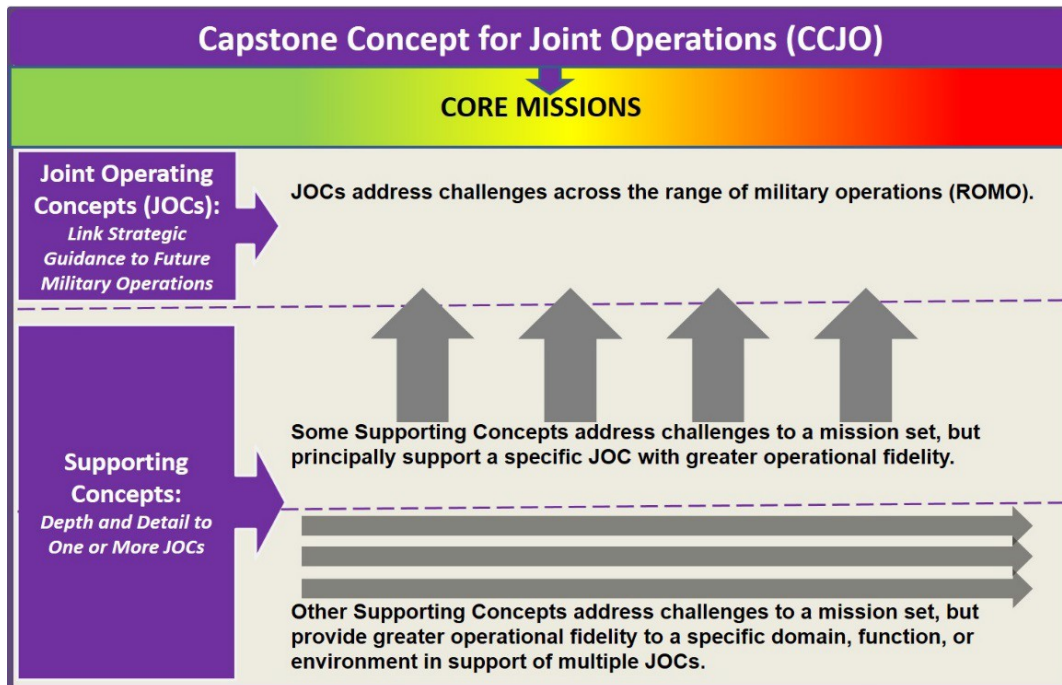 Capstone Concept for Joint Operations (CCJO)
CORE MISSIONS
Joint Operating
Concepts (JOCs):
Link Strategic
Guidance to Future
Military Operations
JOCs address challenges across the range of military operations (ROMO).
Some Supporting Concepts address challenges to a mission set, but
principally support a specific JOC with greater operational fidelity.
Supporting
Concepts:
Depth and Detail to
One or More JOCs
Other Supporting Concepts address challenges to a mission set, but
provide greater operational fidelity to a specific domain, function, or
environment in support of multiple JOCs.